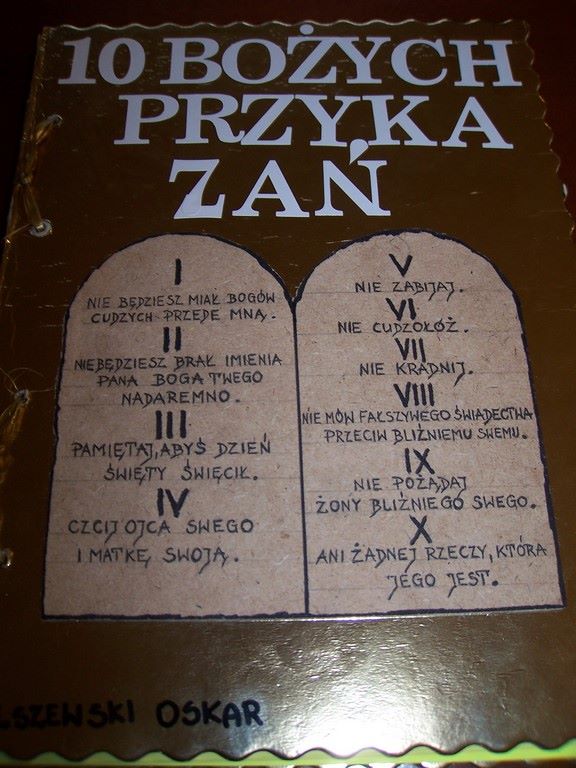 10 BOŻYCH
PRZYKA
ZAŃ
I
NIE BĘDZIESZ MIAŁ BOGÓW
CUDZYCH PRZEDE MNĄ.
II
NIEBĘDZIESZ BRAŁ IMIENIA
PANA BOGA TWEGO
NADAREMNO.
III
PAMIĘTAJ, ABYŚ DZIEŃ
ŚWIĘTY ŚWIĘCIŁ.
IV
CZCIJ OJCA SWEGO
I MATKĘ SWOJĄ.
V
NIE ZABIJAJ.
VI
NIE CUDZOŁÓŻ.
VII
NIE KRADNIJ.
VIII
NIE MÓW FAŁSZYWEGO ŚWIADECTWA
PRZECIW BLIŹNIEMU SWEMU.
IX
NIE POŻĄDAJ
ŻONY BLIŹNIEGO SWEGO.
X
ANI ŻADNEJ RZECZY, KTÓRA
JEGO JEST.
LSZEWSKI OSKAR